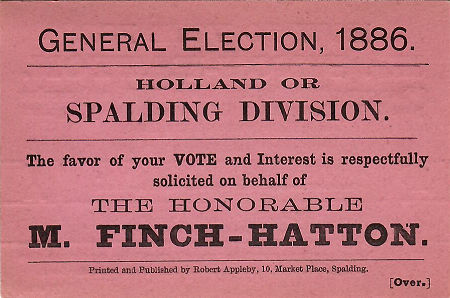 GENERAL ELECTION, 1886.
HOLLAND OR
SPALDING DIVISION.
The favor of your VOTE and Interest is respectfully
solicited on behalf of
THE HONORABLE
M. FINCH-HATTON.
Printed and Published by Robert Appleby, 10, Market Place, Spalding.
[Over.]